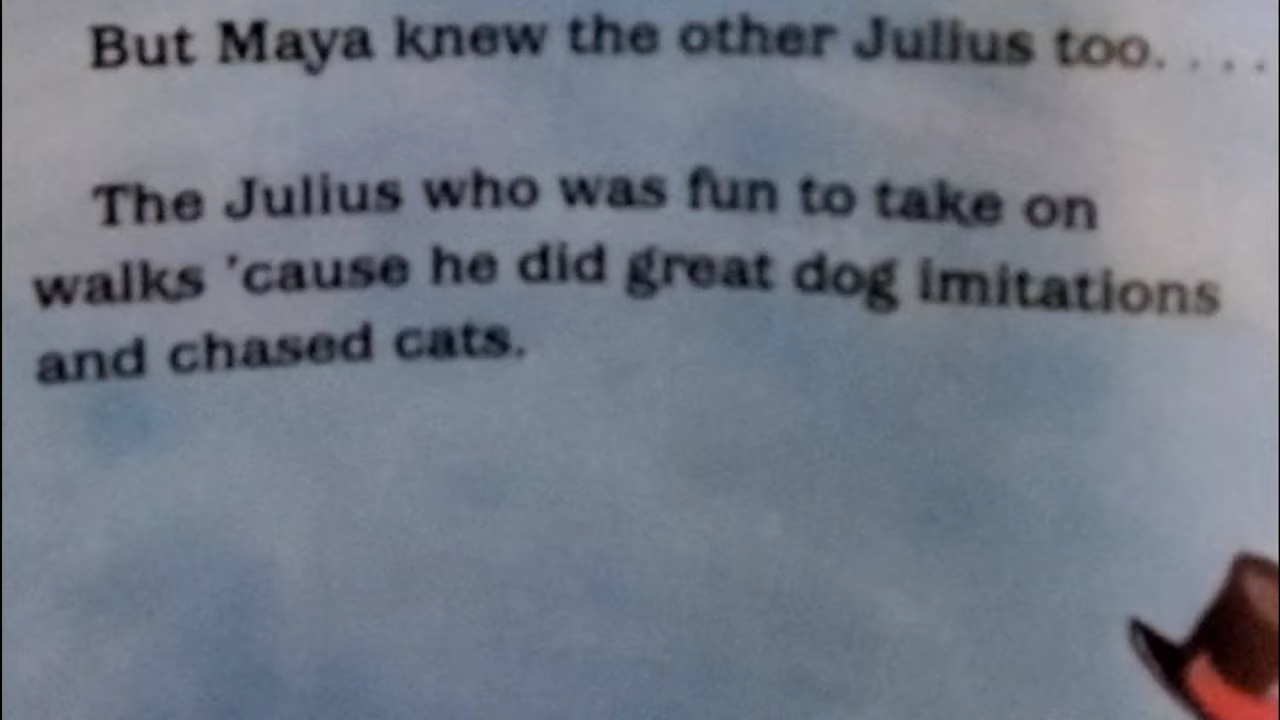 But Maya knew the other Julius too. . . .
The Julius who was fun to take on
walks 'cause he did great dog imitations
and chased cats.